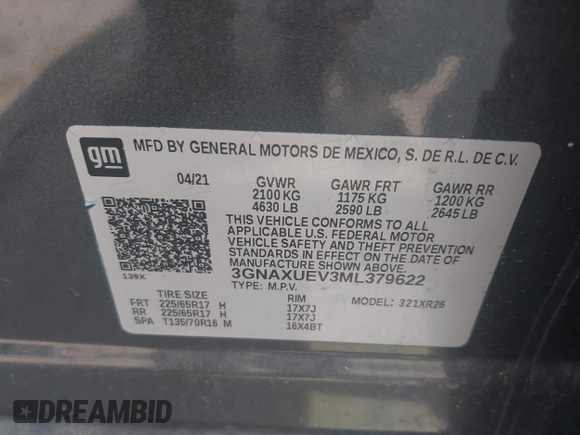 gm
MFD BY GENERAL MOTORS DE MEXICO, S. DE R.L. DE C.V.
04/21 GVWR GAWR FRT GAWR RR
2100 KG 1175 KG 1200 KG
4630 LB 2590 LB 2645 LB
THIS VEHICLE CONFORMS TO ALL
APPLICABLE U.S. FEDERAL MOTOR
VEHICLE SAFETY AND THEFT PREVENTION
STANDARDS IN EFFECT ON THE DATE OF MANUFACTURE
SHOWN ABOVE.
139X 3GNAXUEV3ML379622
TYPE: M.P.V. MODEL: 321XR26
TIRE SIZE RIM
FRT 225/65R17 H 17X7J
RR 225/65R17 H 17X7J
SPA T135/70R16 M 16X4BT
DREAMBID